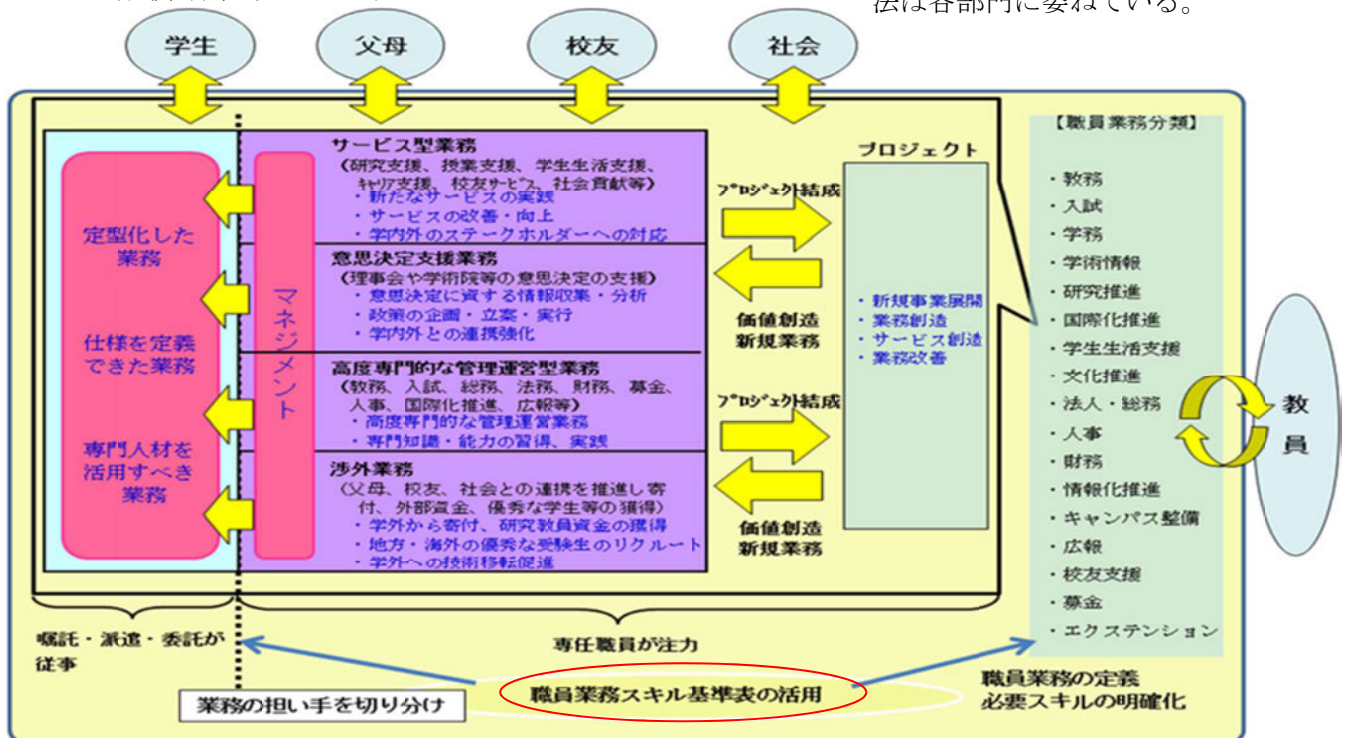 法は各部門に委ねている。
学生
父母
校友
社会
定型化した
業務
仕様を定義
できた業務
専門人材を
活用すべき
業務
マネジメント
サービス型業務
(研究支援、授業支援、学生生活支援、
ｷｬﾘｱ支援、校友ｻｰﾋﾞｽ、社会貢献等)
・新たなサービスの実践
・サービスの改善・向上
・学内外のステークホルダーへの対応
意思決定支援業務
(理事会や学術院等の意思決定の支援)
・意思決定に資する情報収集・分析
・政策の企画・立案・実行
・学内外との連携強化
高度専門的な管理運営型業務
(教務、入試、総務、法務、財務、募金、
人事、国際化推進、広報等)
・高度専門的な管理運営業務
・専門知識・能力の習得、実践
渉外業務
(父母、校友、社会との連携を推進し寄
付、外部資金、優秀な学生等の獲得)
・学外から寄付、研究教員資金の獲得
・地方・海外の優秀な受験生のリクルート
・学外への技術移転促進
ﾌﾟﾛｼﾞｪｸﾄ結成
価値創造
新規業務
ﾌﾟﾛｼﾞｪｸﾄ結成
価値創造
新規業務
プロジェクト
・新規事業展開
・業務創造
・サービス創造
・業務改善
【職員業務分類】
・教務
・入試
・学務
・学術情報
・研究推進
・国際化推進
・学生生活支援
・文化推進
・法人・総務
・人事
・財務
・情報化推進
・キャンパス整備
・広報
・校友支援
・募金
・エクステンション
教員
嘱託・派遣・委託が
従事
専任職員が注力
業務の担い手を切り分け
職員業務スキル基準表の活用
職員業務の定義
必要スキルの明確化